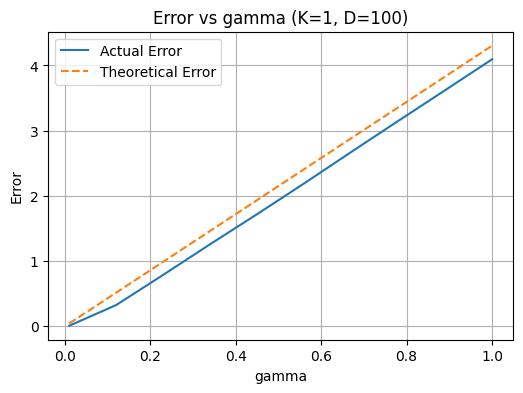 Error vs gamma (K=1, D=100)
Actual Error
Theoretical Error
Error
4
3
2
1
0
0.0 0.2 0.4 0.6 0.8 1.0
gamma